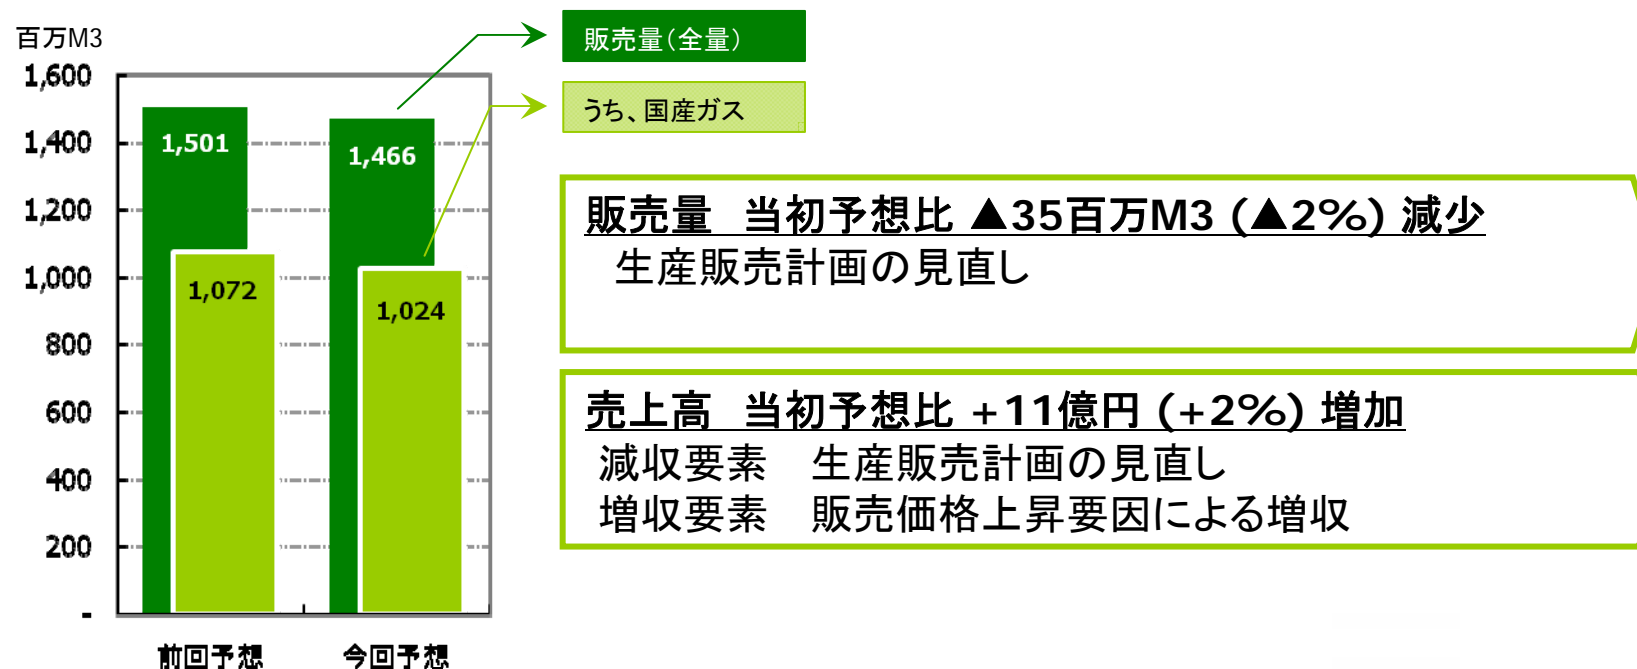 百万M3
1,600
1,400
1,200
1,000
800
600
400
200
-
1,501
1,072
1,466
1,024
前回予想
今回予想
販売量(全量)
うち、国産ガス
販売量 当初予想比 ▲35百万M3 (▲2%) 減少
生産販売計画の見直し
売上高 当初予想比 +11億円 (+2%) 増加
減収要素 生産販売計画の見直し
増収要素 販売価格上昇要因による増収